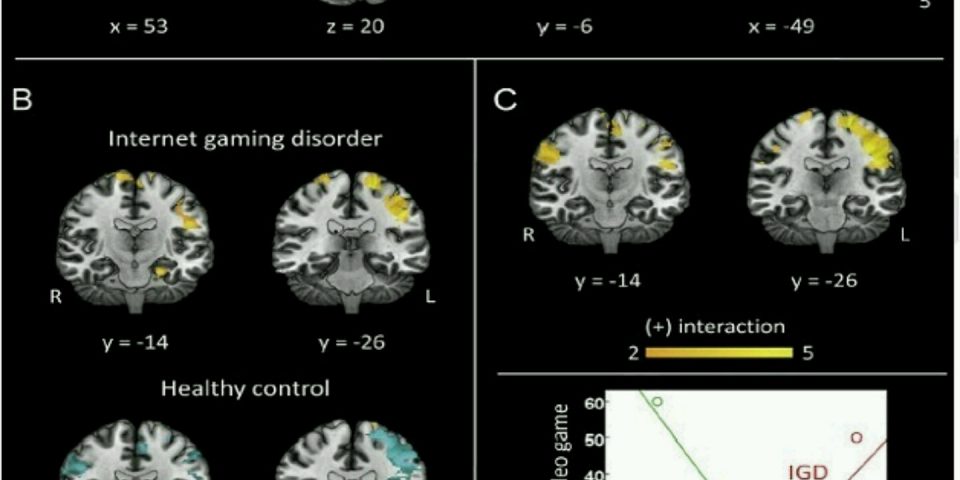 5
x = 53 z = 20 y = -6 x = -49
B
Internet gaming disorder
R L
y = -14 y = -26
Healthy control
C
R L
y = -14 y = -26
(+) interaction
2 5
60
50
40
eo game
IGD